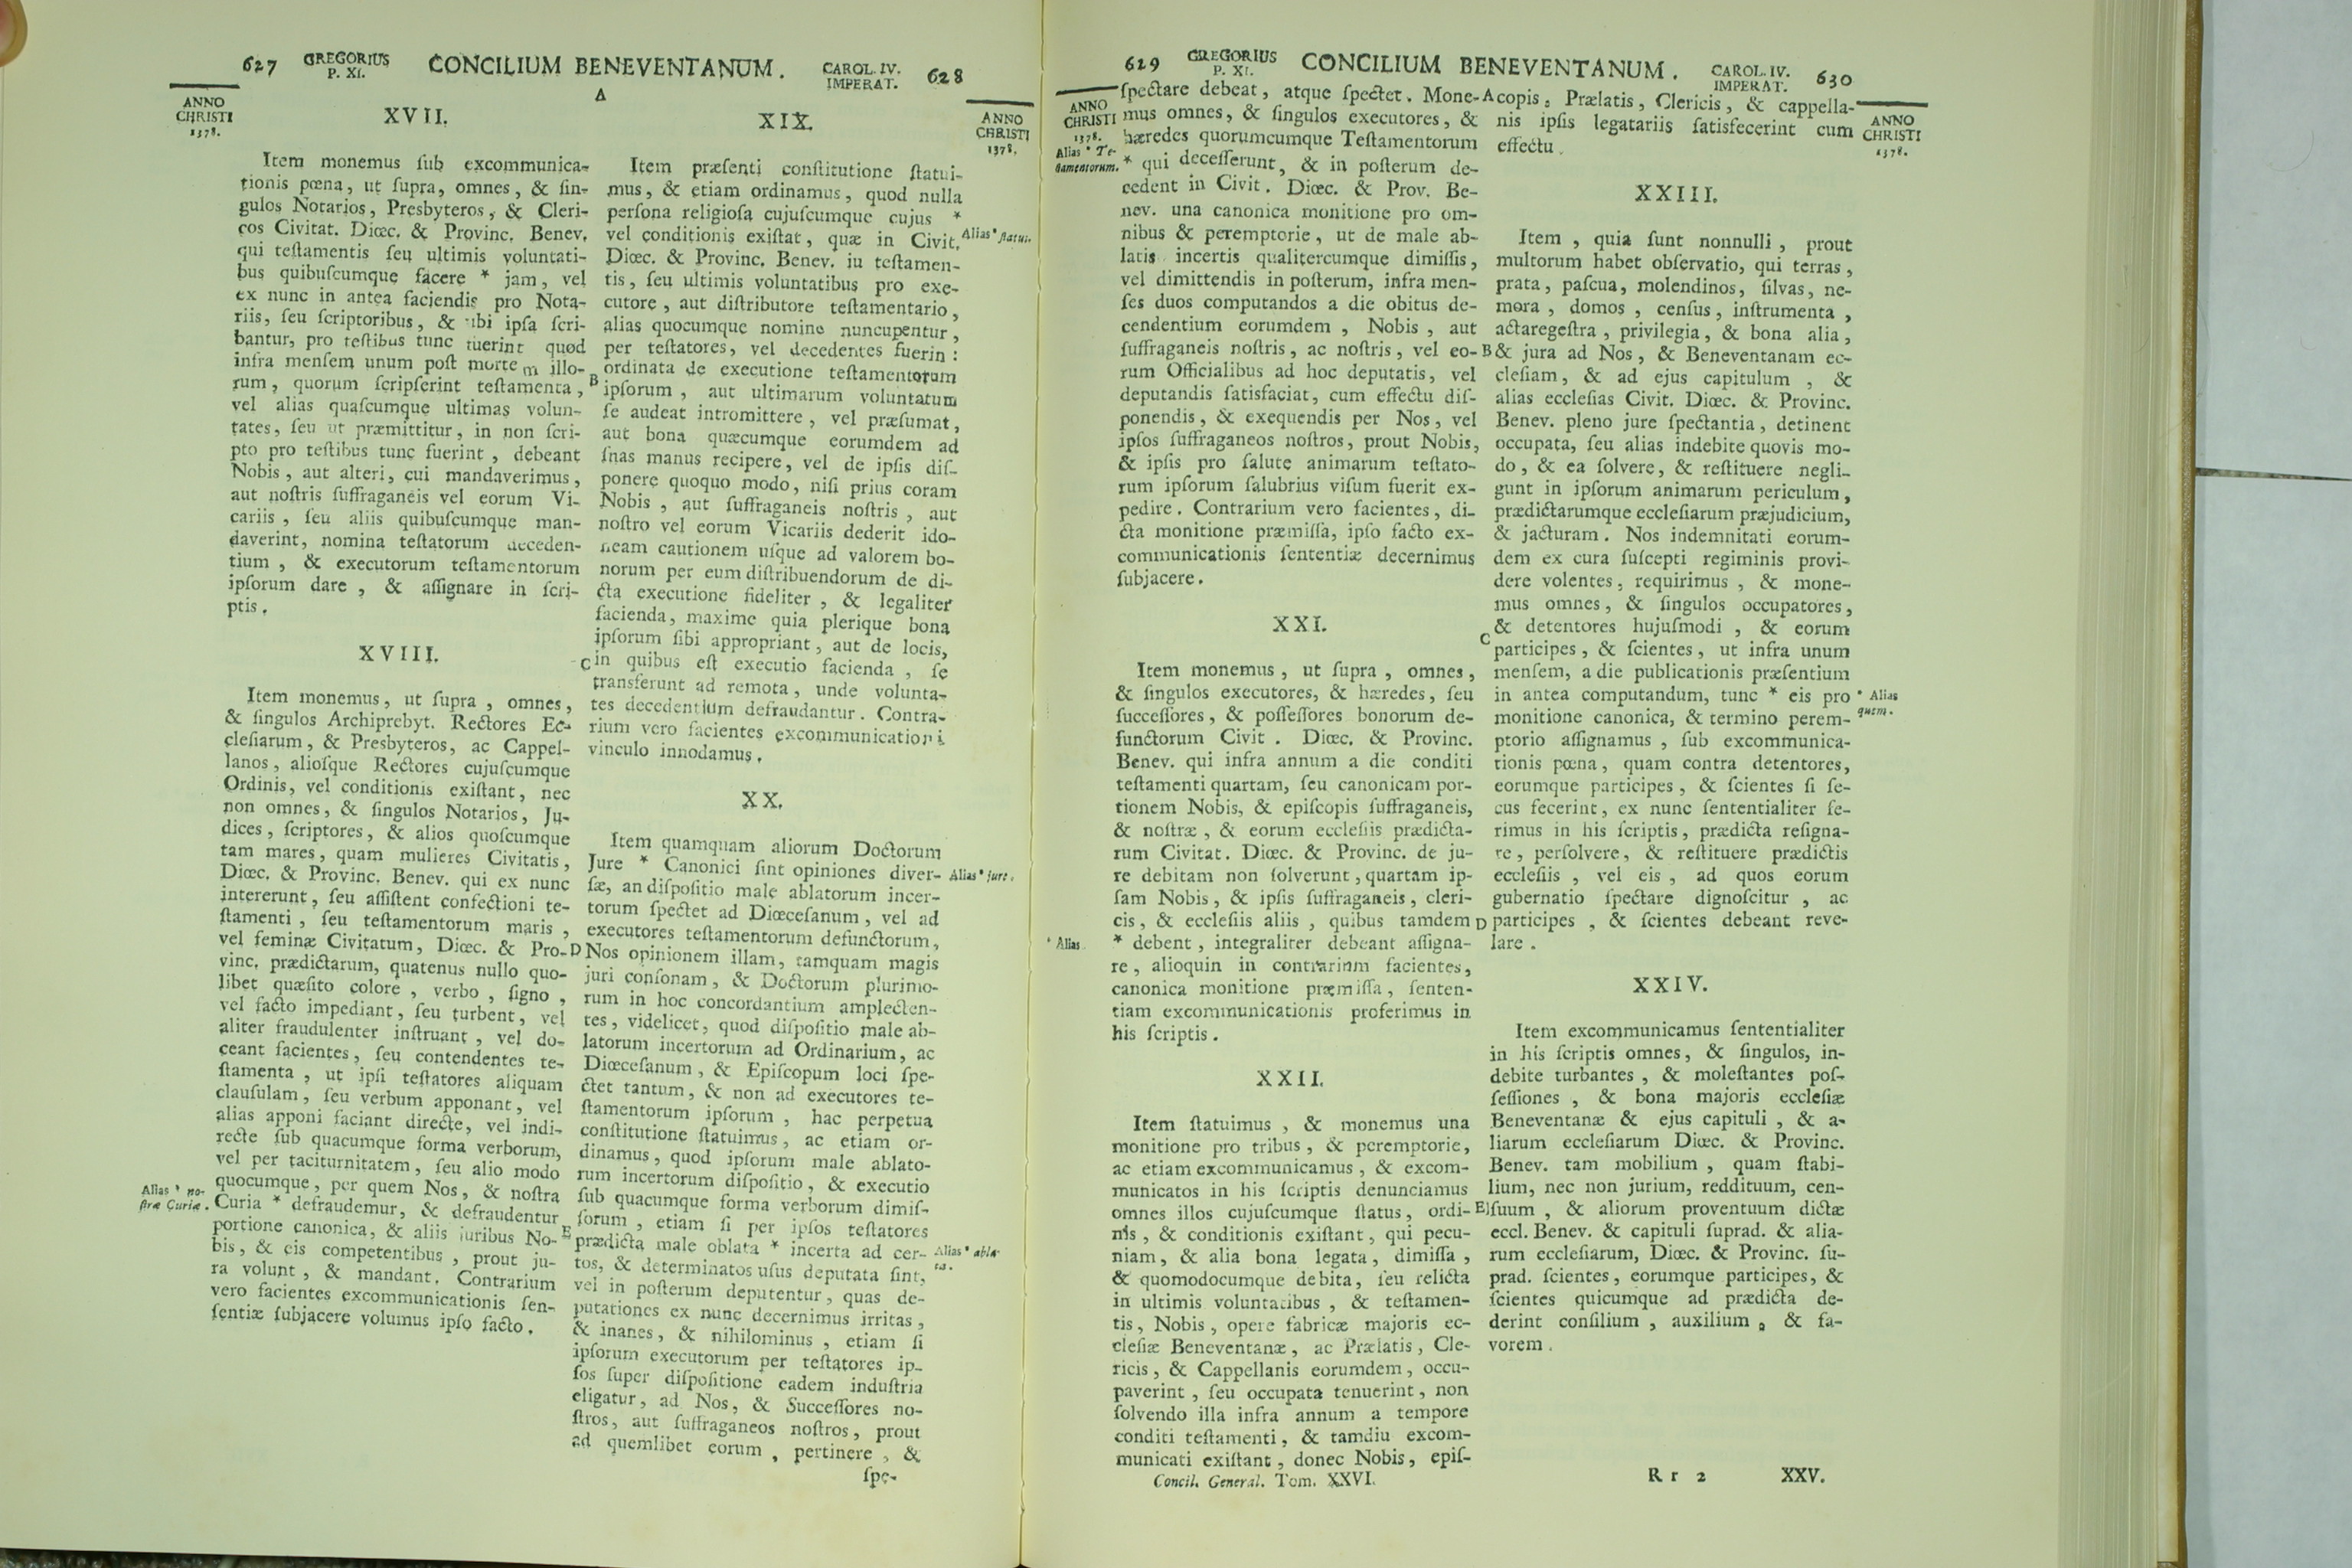 627 GREGORIUS P. XI. CONCILIUM BENEVENTANUM. CAROL. IV. IMPERAT. 628
ANNO
CHRISTI
1378.
XVII.
Item monemus ſub excommunica-
tionis pœna, ut ſupra, omnes, & ſin-
gulos Notarios, Presbyteros, & Cleri-
cos Civitat. Diœc. & Provinc. Benev.
qui teſtamentis ſeu ultimis voluntati-
bus quibuſcumque facere * jam, vel
ex nunc in antea faciendis pro Nota-
riis, ſeu ſcriptoribus, & ubi ipſa ſcri-
bantur, pro teſtibus tunc fuerint quod
infra menſem unum poſt mortem illo-
rum, quorum ſcripſerint teſtamenta,
vel alias quaſcumque ultimas volun-
tates, ſeu ut præmittitur, in non ſcri-
pto pro teſtibus tunc fuerint, debeant
Nobis, aut alteri, cui mandaverimus,
aut noſtris ſuffraganeis vel eorum Vi-
cariis, ſeu aliis quibuſcumque man-
daverint, nomina teſtatorum deceden-
tium, & executorum teſtamentorum
ipſorum dare, & aſſignare in ſcri-
ptis.
XVIII.
Item monemus, ut ſupra, omnes,
& ſingulos Archiprebyt. Rectores Ec-
cleſiarum, & Presbyteros, ac Cappel-
lanos, alioſque Rectores cujuſcumque
Ordinis, vel conditionis exiſtant, nec
non omnes, & ſingulos Notarios, Ju-
dices, ſcriptores, & alios quoſcumque
tam mares, quam mulieres Civitatis,
Diœc. & Provinc. Benev. qui ex nunc
intererunt, ſeu aſſiſtent confectioni te-
ſtamenti, ſeu teſtamentorum maris,
vel feminæ Civitatum, Diœc. & Pro-
vinc. prædictarum, quatenus nullo quo-
libet quæſito colore, verbo, ſigno,
vel facto impediant, ſeu turbent, vel
aliter fraudulenter inſtruant, vel do-
ceant facientes, ſeu contendentes te-
ſtamenta, ut ipſi teſtatores aliquam
clauſulam, ſeu verbum apponant, vel
alias apponi faciant directe, vel indi-
recte ſub quacumque forma verborum,
vel per taciturnitatem, ſeu alio modo
quocumque, per quem Nos, & noſtra
Alias * no-
ſtræ Curiæ.
Curia * defraudemur, & defraudentur
portione canonica, & aliis juribus No-
bis, & eis competentibus, prout ju-
ra volunt, & mandant. Contrarium
vero facientes excommunicationis ſen-
ſentiæ ſubjacere volumus ipſo facto.
A
B
C
D
E
XIX.
ANNO
CHRISTI
1378.
Item præſenti conſtitutione ſtatui-
mus, & etiam ordinamus, quod nulla
perſona religioſa cujuſcumque cujus *
vel conditionis exiſtat, quæ in Civit.
Alias * ſtatus.
Diœc. & Provinc. Benev. iu teſtamen-
tis, ſeu ultimis voluntatibus pro exe-
cutore, aut diſtributore teſtamentario,
alias quocumque nomine nuncupentur,
per teſtatores, vel decedentes fuerin:
ordinata de executione teſtamentorum
ipſorum, aut ultimarum voluntatum
ſe audeat intromittere, vel præſumat,
aut bona quæcumque eorumdem ad
ſuas manus recipere, vel de ipſis diſ-
ponere quoquo modo, niſi prius coram
Nobis, aut ſuffraganeis noſtris, aut
noſtro vel eorum Vicariis dederit ido-
neam cautionem uſque ad valorem bo-
norum per eum diſtribuendorum de di-
cta executione fideliter, & legaliter
facienda, maxime quia plerique bona
ipſorum ſibi appropriant, aut de locis,
in quibus eſt executio facienda, ſe
transferunt ad remota, unde volunta-
tes decedentium defraudantur. Contra-
rium vero facientes excommunicationi
vinculo innodamus.
XX.
Item quamquam aliorum Doctorum
Jure * Canonici ſint opiniones diver-
Alias * jure.
ſæ, an diſpoſitio male ablatorum incer-
torum ſpectet ad Diœceſanum, vel ad
executores teſtamentorum defunctorum,
Nos opinionem illam, tamquam magis
juri conſonam, & Doctorum plurimo-
rum in hoc concordantium amplecten-
tes, videlicet, quod diſpoſitio male ab-
latorum incertorum ad Ordinarium, ac
Diœceſanum, & Epiſcopum loci ſpe-
ctet tantum, & non ad executores te-
ſtamentorum ipſorum, hac perpetua
conſtitutione ſtatuimus, ac etiam or-
dinamus, quod ipſorum male ablato-
rum incertorum diſpoſitio, & executio
ſub quacumque forma verborum dimiſ-
ſorum, etiam ſi per ipſos teſtatores
prædicta male oblata * incerta ad cer-
Alias * abla-
ta.
tos, & determinatos uſus deputata ſint,
vel in poſterum deputentur, quas de-
putationes ex nunc decernimus irritas,
& inanes, & nihilominus, etiam ſi
ipſorum executorum per teſtatores ip-
ſos ſuper diſpoſitione eadem induſtria
eligatur, ad Nos, & Succeſſores no-
ſtros, aut ſuffraganeos noſtros, prout
ad quemlibet eorum, pertinere, &
ſpe-
629 GREGORIUS P. XI. CONCILIUM BENEVENTANUM. CAROL. IV. IMPERAT. 630
ANNO
CHRISTI
1378.
ſpectare debeat, atque ſpectet. Mone-
mus omnes, & ſingulos executores, &
hæredes quorumcumque Teſtamentorum
Alias * Te-
ſtamentorum.
* qui deceſſerunt, & in poſterum de-
cedent in Civit. Diœc. & Prov. Be-
nev. una canonica monitione pro om-
nibus & peremptorie, ut de male ab-
latis incertis qualitercumque dimiſſis,
vel dimittendis in poſterum, infra men-
ſes duos computandos a die obitus de-
cendentium eorumdem, Nobis, aut
ſuffraganeis noſtris, ac noſtris, vel eo-
rum Officialibus ad hoc deputatis, vel
deputandis ſatisfaciat, cum effectu diſ-
ponendis, & exequendis per Nos, vel
ipſos ſuffraganeos noſtros, prout Nobis,
& ipſis pro ſalute animarum teſtato-
rum ipſorum ſalubrius viſum fuerit ex-
pedire. Contrarium vero facientes, di-
cta monitione præmiſſa, ipſo facto ex-
communicationis ſententiæ decernimus
ſubjacere.
XXI.
Item monemus, ut ſupra, omnes,
& ſingulos executores, & hæredes, ſeu
ſucceſſores, & poſſeſſores bonorum de-
functorum Civit. Diœc. & Provinc.
Benev. qui infra annum a die conditi
teſtamenti quartam, ſeu canonicam por-
tionem Nobis, & epiſcopis ſuffraganeis,
& noſtræ, & eorum eccleſiis prædicta-
rum Civitat. Diœc. & Provinc. de ju-
re debitam non ſolverunt, quartam ip-
ſam Nobis, & ipſis ſuffraganeis, cleri-
cis, & eccleſiis aliis, quibus tamdem
* Alias
* debent, integraliter debeant aſſigna-
re, alioquin in contrarium facientes,
canonica monitione præmiſſa, ſenten-
tiam excommunicationis proferimus in
his ſcriptis.
XXII.
Item ſtatuimus, & monemus una
monitione pro tribus, & peremptorie,
ac etiam excommunicamus, & excom-
municatos in his ſcriptis denunciamus
omnes illos cujuſcumque ſtatus, ordi-
nis, & conditionis exiſtant, qui pecu-
niam, & alia bona legata, dimiſſa,
& quomodocumque debita, ſeu relicta
in ultimis voluntatibus, & teſtamen-
tis, Nobis, opere fabricæ majoris ec-
cleſiæ Beneventanæ, ac Prælatis, Cle-
ricis, & Cappellanis eorumdem, occu-
paverint, ſeu occupata tenuerint, non
ſolvendo illa infra annum a tempore
conditi teſtamenti, & tamdiu excom-
municati exiſtant, donec Nobis, epiſ-
Concil. General. Tom. XXVI.
A
B
C
D
E
copis, Prælatis, Clericis, & cappella-
nis ipſis legatariis ſatisfecerint cum
effectu.
ANNO
CHRISTI
1378.
XXIII.
Item, quia ſunt nonnulli, prout
multorum habet obſervatio, qui terras,
prata, paſcua, molendinos, ſilvas, ne-
mora, domos, cenſus, inſtrumenta,
actaregeſtra, privilegia, & bona alia,
& jura ad Nos, & Beneventanam ec-
cleſiam, & ad ejus capitulum, &
alias eccleſias Civit. Diœc. & Provinc.
Benev. pleno jure ſpectantia, detinent
occupata, ſeu alias indebite quovis mo-
do, & ea ſolvere, & reſtituere negli-
gunt in ipſorum animarum periculum,
prædictarumque eccleſiarum præjudicium,
& jacturam. Nos indemnitati eorum-
dem ex cura ſuſcepti regiminis provi-
dere volentes, requirimus, & mone-
mus omnes, & ſingulos occupatores,
& detentores hujuſmodi, & eorum
participes, & ſcientes, ut infra unum
menſem, a die publicationis præſentium
in antea computandum, tunc * eis pro
* Alias
quem.
monitione canonica, & termino perem-
ptorio aſſignamus, ſub excommunica-
tionis pœna, quam contra detentores,
eorumque participes, & ſcientes ſi ſe-
cus fecerint, ex nunc ſententialiter fe-
rimus in his ſcriptis, prædicta reſigna-
re, perſolvere, & reſtituere prædictis
eccleſiis, vel eis, ad quos eorum
gubernatio ſpectare dignoſcitur, ac
participes, & ſcientes debeant reve-
lare.
XXIV.
Item excommunicamus ſententialiter
in his ſcriptis omnes, & ſingulos, in-
debite turbantes, & moleſtantes poſ-
ſeſſiones, & bona majoris eccleſiæ
Beneventanæ & ejus capituli, & a-
liarum eccleſiarum Diœc. & Provinc.
Benev. tam mobilium, quam ſtabi-
lium, nec non jurium, reddituum, cen-
ſuum, & aliorum proventuum dictæ
eccl. Benev. & capituli ſuprad. & alia-
rum eccleſiarum, Diœc. & Provinc. ſu-
prad. ſcientes, eorumque participes, &
ſcientes quicumque ad prædicta de-
derint conſilium, auxilium, & fa-
vorem.
Rr 2 XXV.